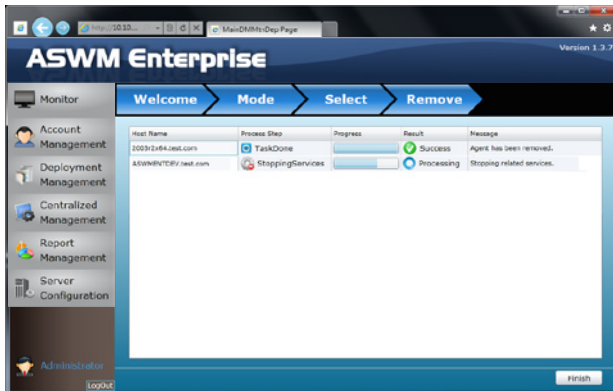 MainDMMtnDep Page
ASWM Enterprise
Version 1.3.7
Monitor
Account
Management
Deployment
Management
Centralized
Management
Report
Management
Server
Configuration
Administrator
LogOut
Welcome
Mode
Select
Remove
Host Name Process Step Progress Result Message
2003r2x64.test.com TaskDone Success Agent has been removed.
ASWMENTDEV.test.com StoppingServices Processing Stopping related services.
Finish